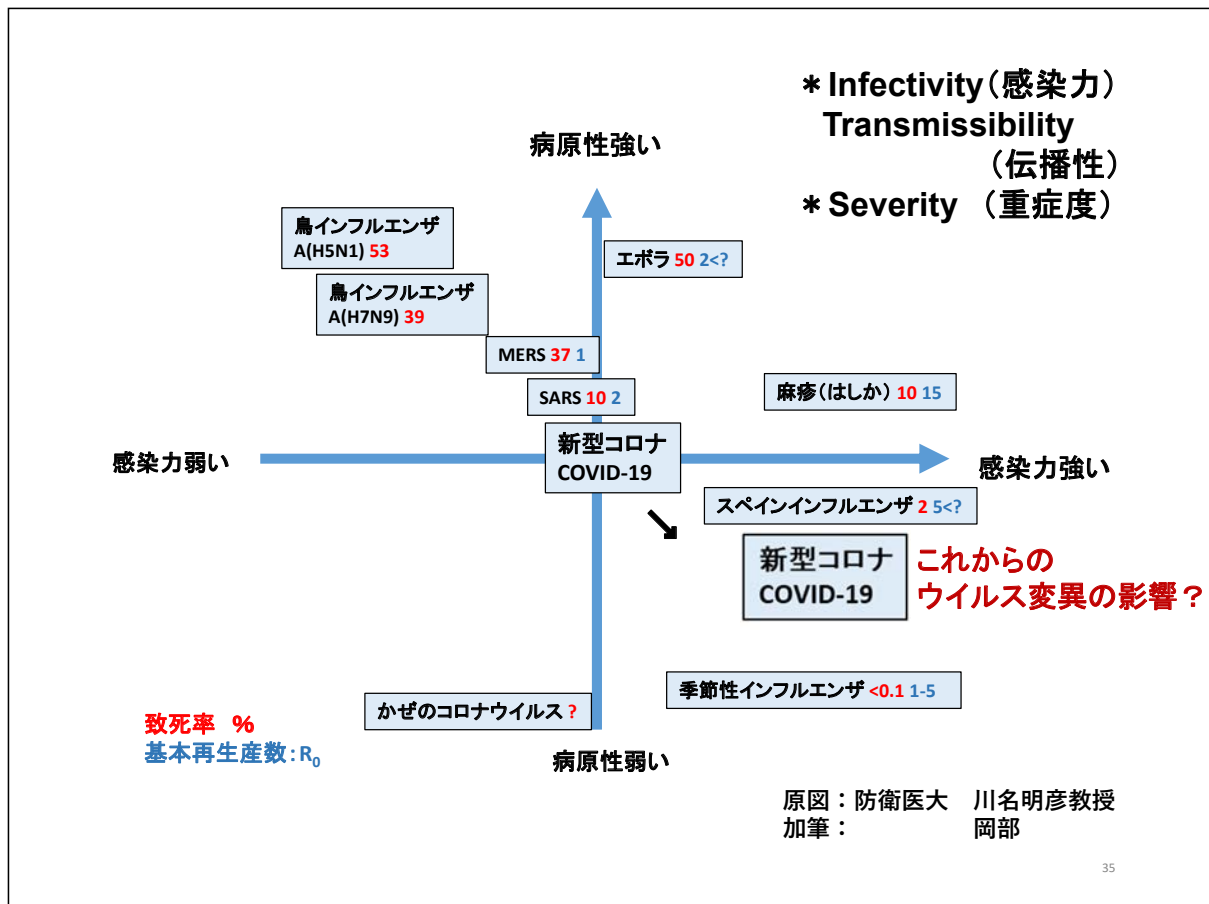 ＊Infectivity（感染力）
Transmissibility
（伝播性）
＊Severity （重症度）
病原性強い
鳥インフルエンザ
A(H5N1) 53
エボラ 50 2<?
鳥インフルエンザ
A(H7N9) 39
MERS 37 1
SARS 10 2
麻疹（はしか） 10 15
感染力弱い
新型コロナ
COVID-19
感染力強い
スペインインフルエンザ 2 5<?
新型コロナ
COVID-19
これからの
ウイルス変異の影響？
季節性インフルエンザ <0.1 1-5
かぜのコロナウイルス ?
致死率 %
基本再生産数：R₀
病原性弱い
原図：防衛医大 川名明彦教授
加筆： 岡部
35